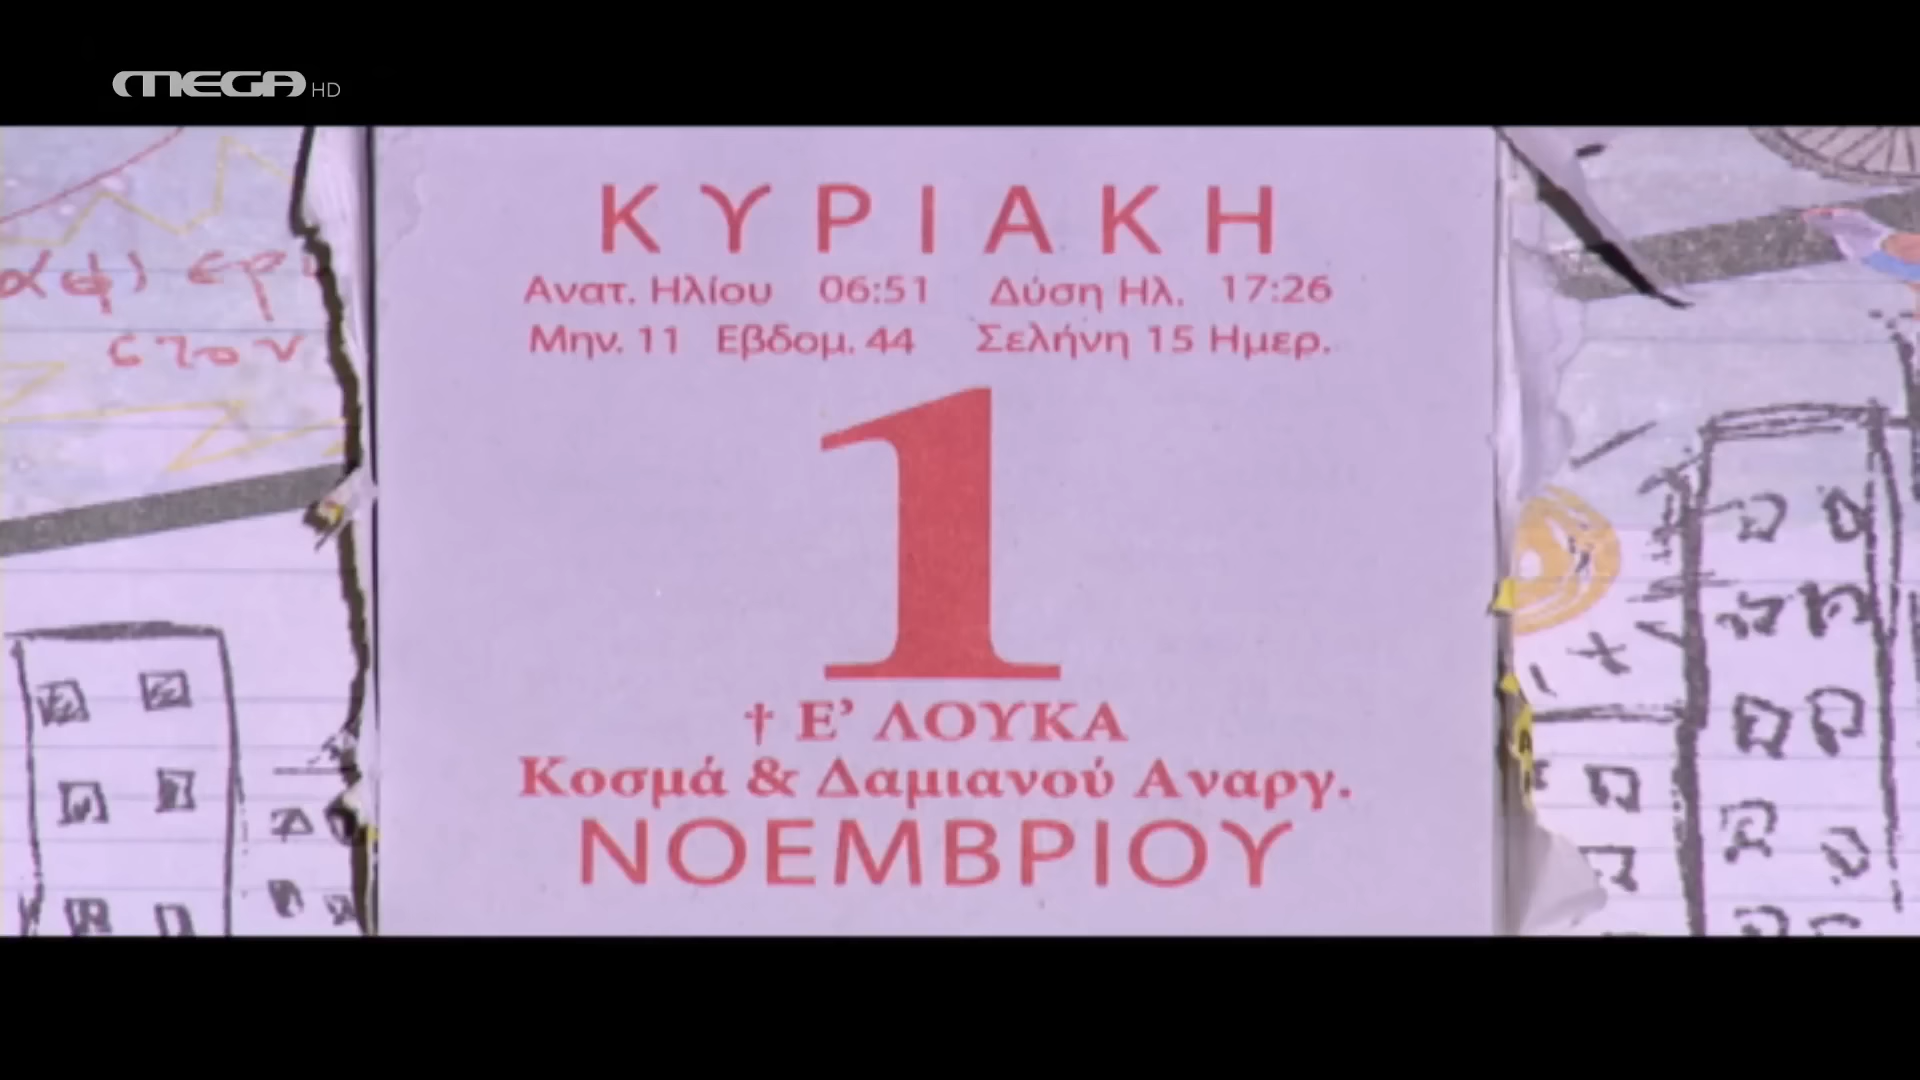 MEGA HD
ΚΥΡΙΑΚΗ
Ανατ. Ηλίου 06:51 Δύση Ηλ. 17:26
Μην. 11 Εβδομ. 44 Σελήνη 15 Ημερ.
1
† Ε' ΛΟΥΚΑ
Κοσμά & Δαμιανού Αναργ.
ΝΟΕΜΒΡΙΟΥ
στον